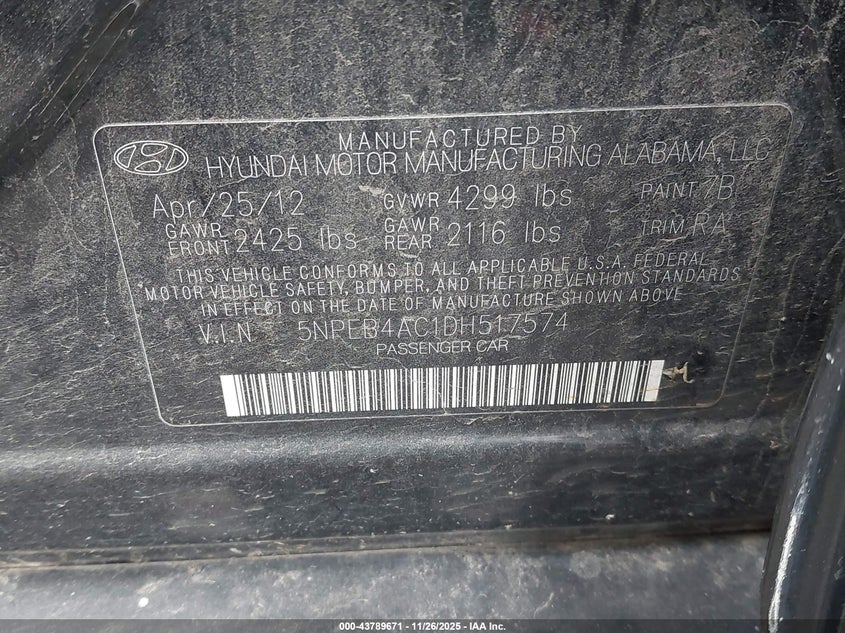 MANUFACTURED BY
HYUNDAI MOTOR MANUFACTURING ALABAMA, LLC
Apr/25/12 GVWR 4299 lbs PAINT 7B
GAWR FRONT 2425 lbs GAWR REAR 2116 lbs TRIM RA
THIS VEHICLE CONFORMS TO ALL APPLICABLE U.S.A. FEDERAL
MOTOR VEHICLE SAFETY, BUMPER, AND THEFT PREVENTION STANDARDS
IN EFFECT ON THE DATE OF MANUFACTURE SHOWN ABOVE
V.I.N 5NPEB4AC1DH517574
PASSENGER CAR
000-43789671 - 11/26/2025 - IAA Inc.